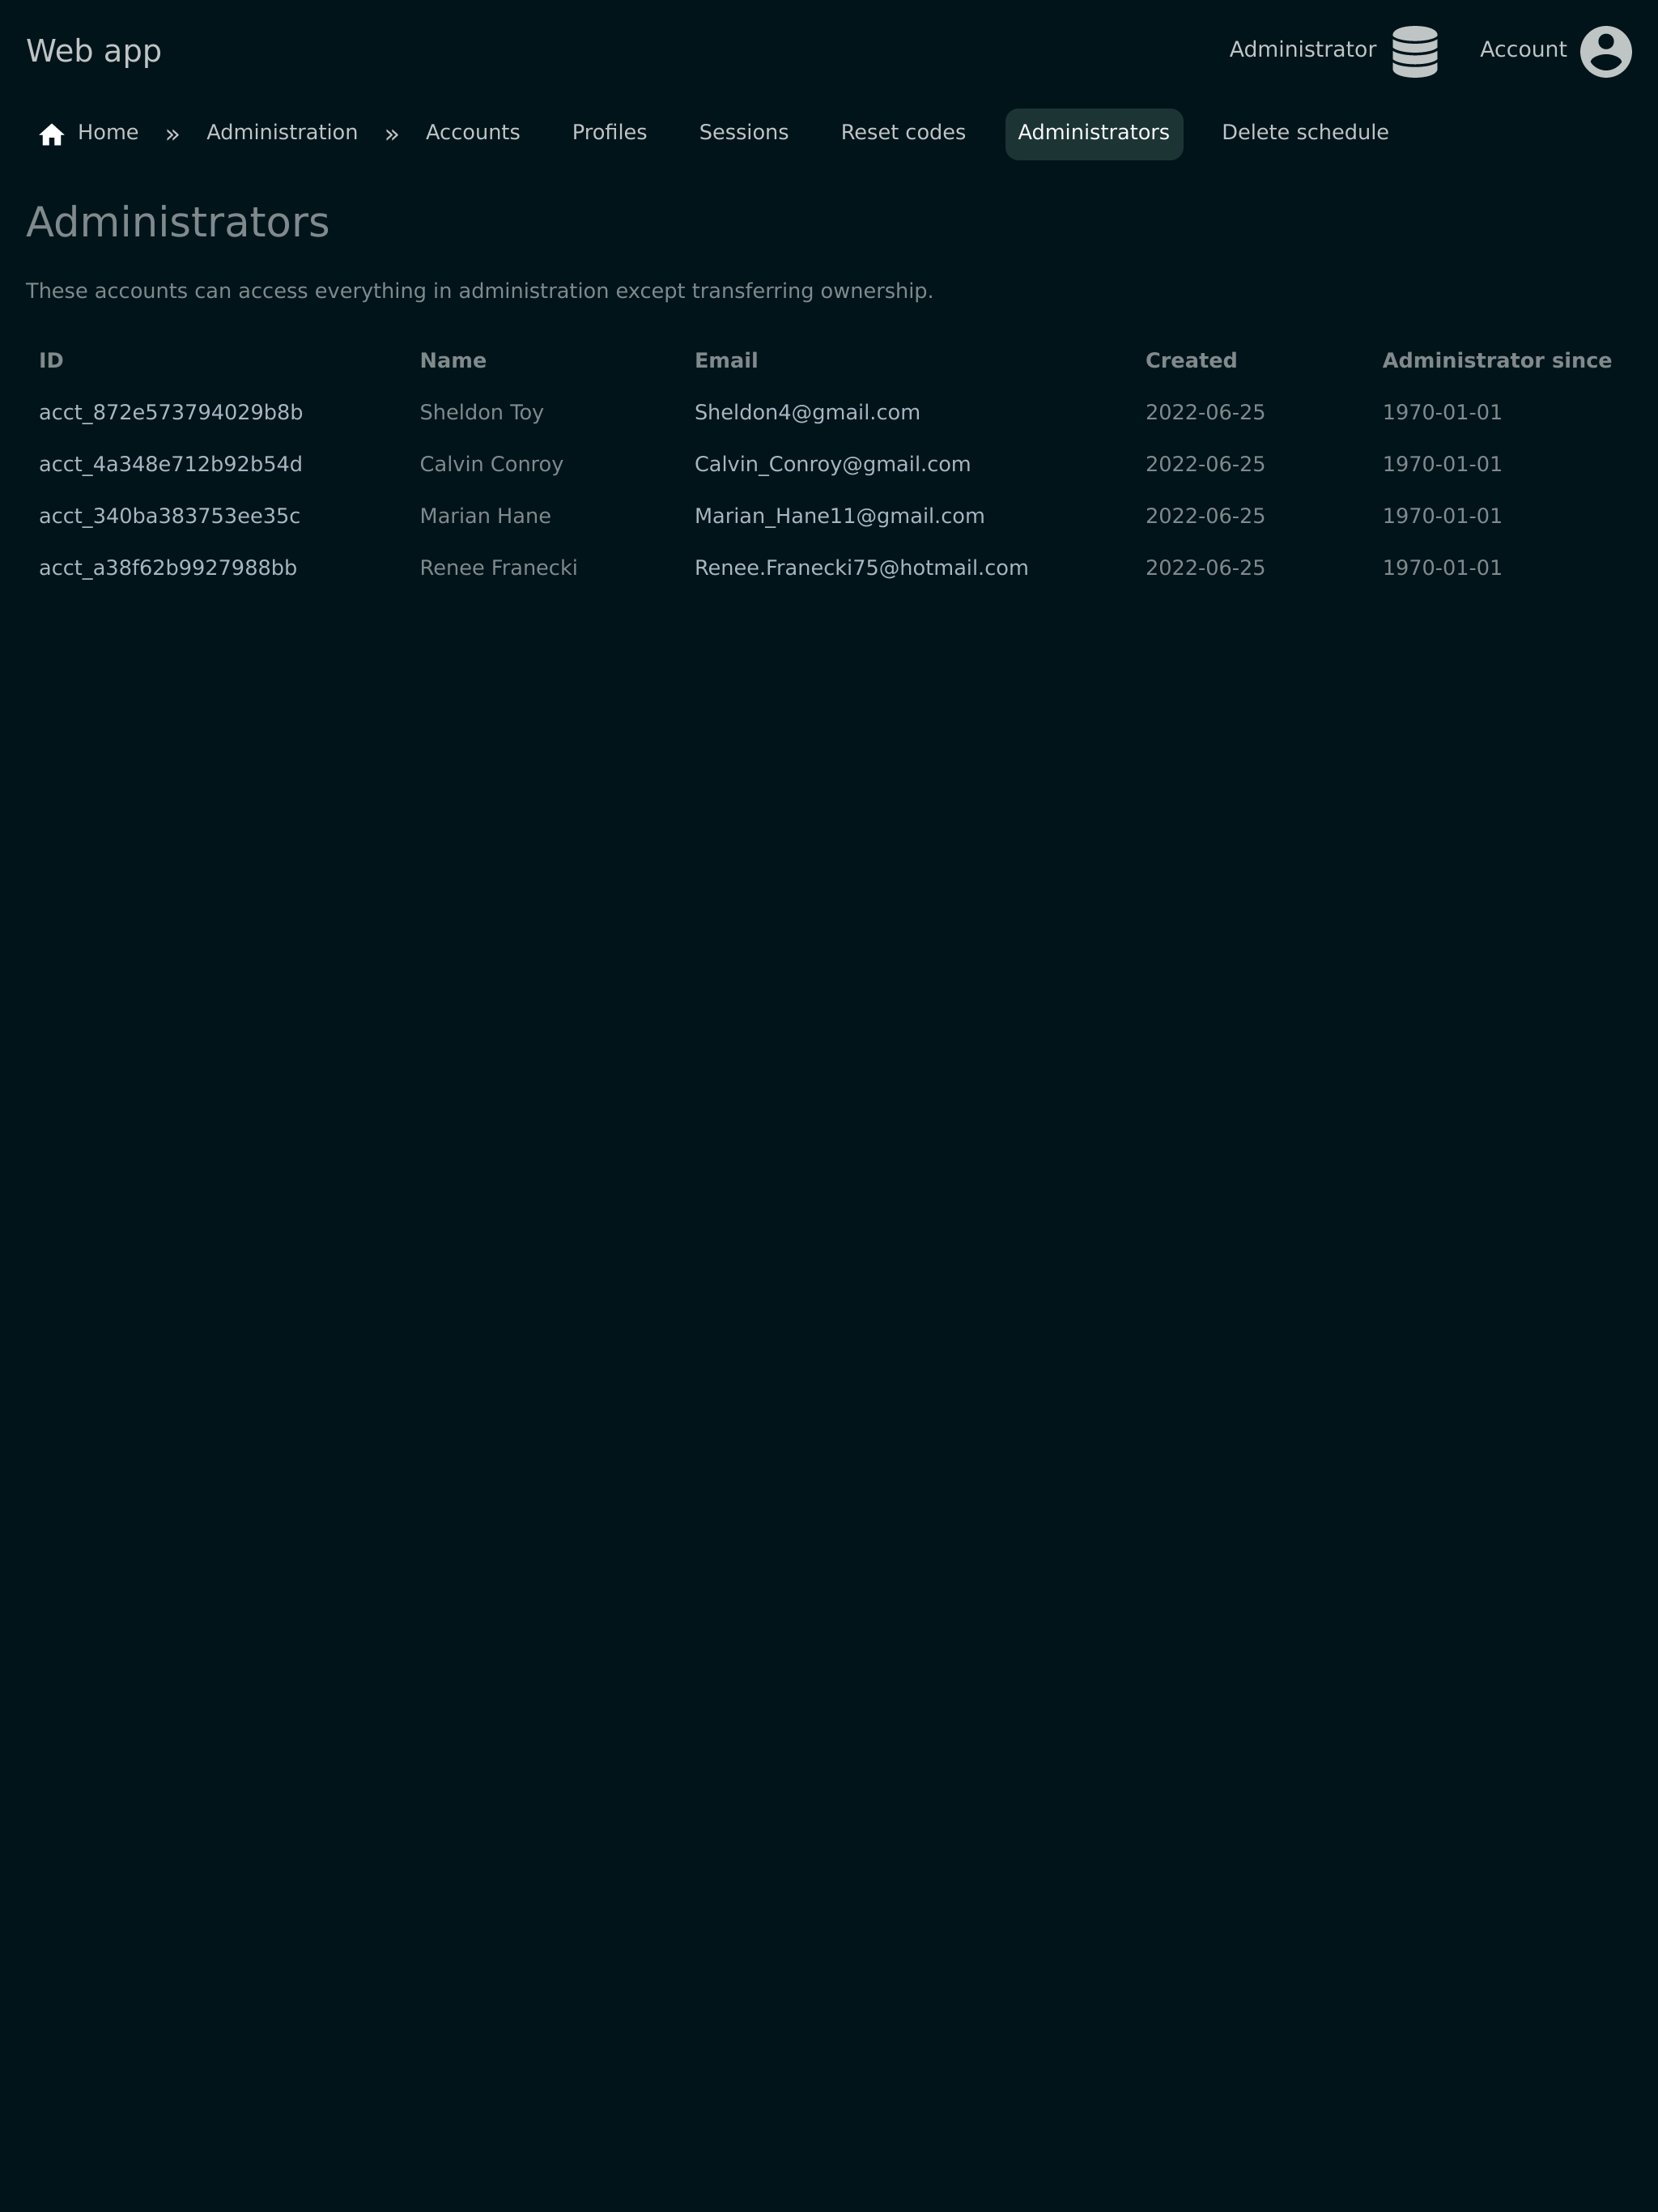 Web app Administrator Account
Home » Administration » Accounts Profiles Sessions Reset codes Administrators Delete schedule
Administrators
These accounts can access everything in administration except transferring ownership.
ID Name Email Created Administrator since
acct_872e573794029b8b Sheldon Toy Sheldon4@gmail.com 2022-06-25 1970-01-01
acct_4a348e712b92b54d Calvin Conroy Calvin_Conroy@gmail.com 2022-06-25 1970-01-01
acct_340ba383753ee35c Marian Hane Marian_Hane11@gmail.com 2022-06-25 1970-01-01
acct_a38f62b9927988bb Renee Franecki Renee.Franecki75@hotmail.com 2022-06-25 1970-01-01